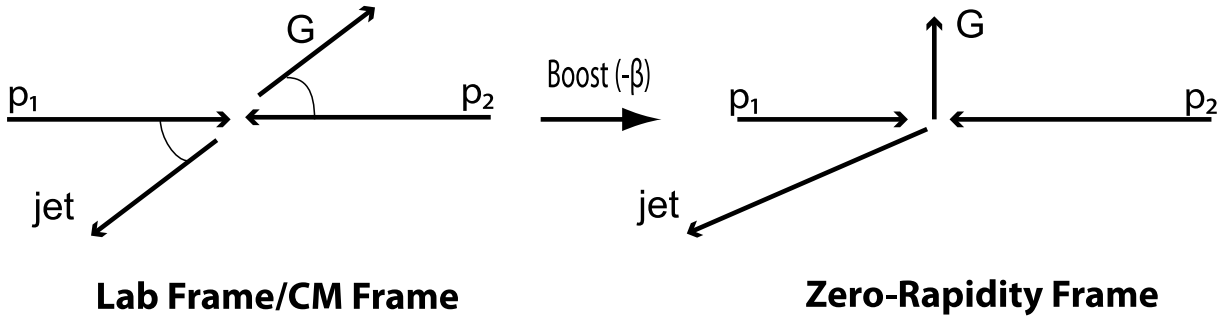 G
p₁
p₂
jet
Lab Frame/CM Frame
Boost (-β)
G
p₁
p₂
jet
Zero-Rapidity Frame